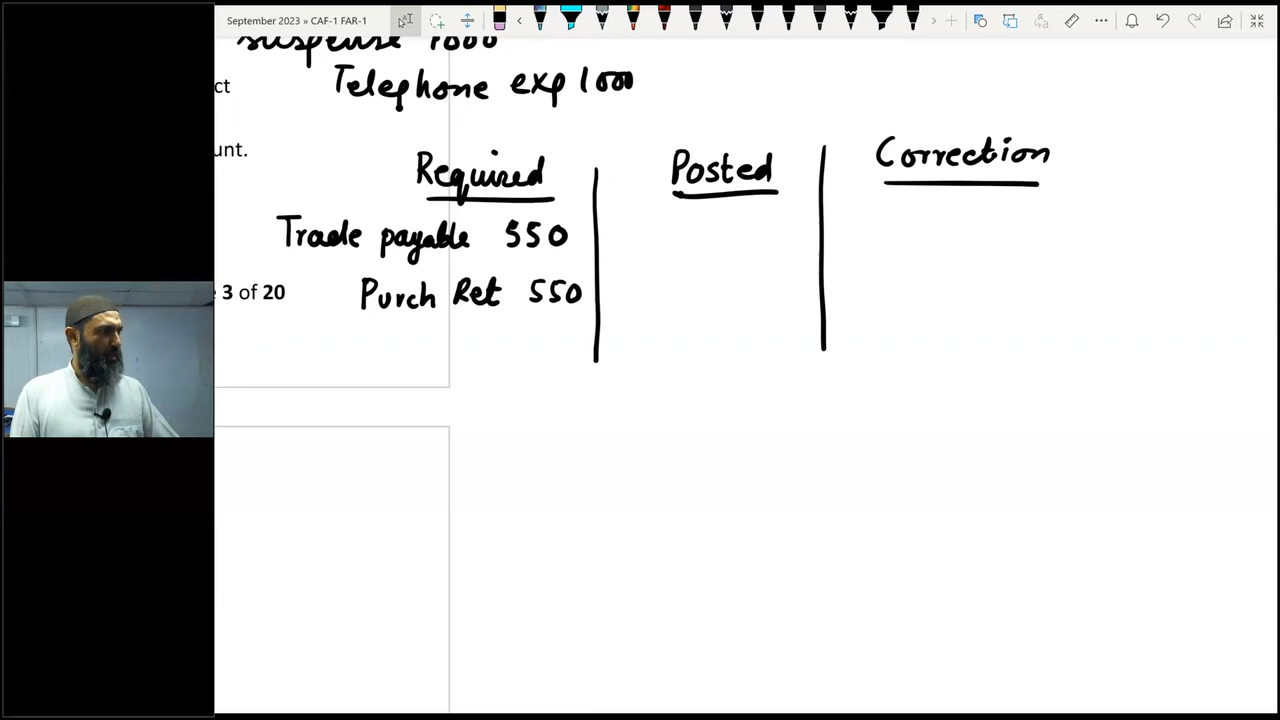 September 2023 » CAF-1 FAR-1
suspense 1000
Telephone exp 1000
ct
unt.
Required
Posted
Correction
Trade payable 550
3 of 20
Purch Ret 550